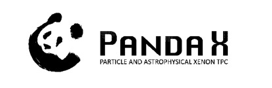 PANDA X
PARTICLE AND ASTROPHYSICAL XENON TPC